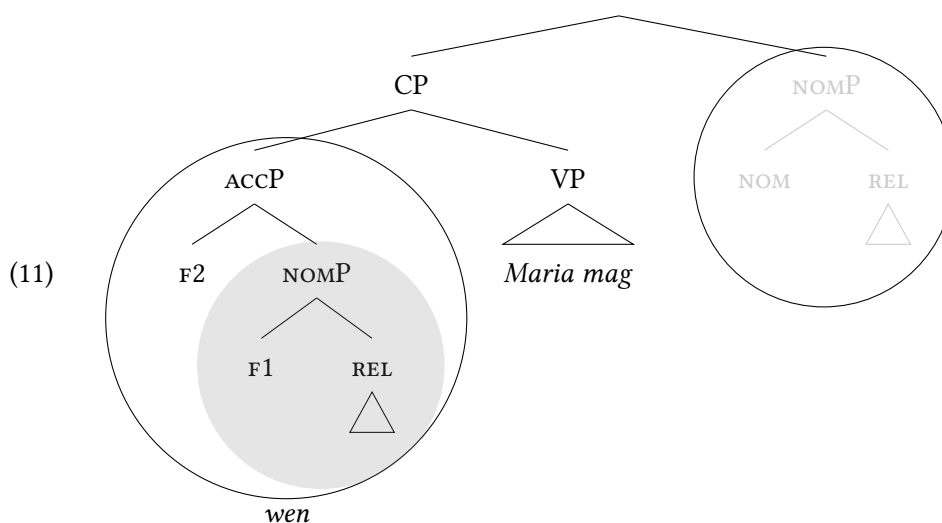 CP
NOMP
ACCP
VP
NOM
REL
(11)
F2
NOMP
Maria mag
F1
REL
wen